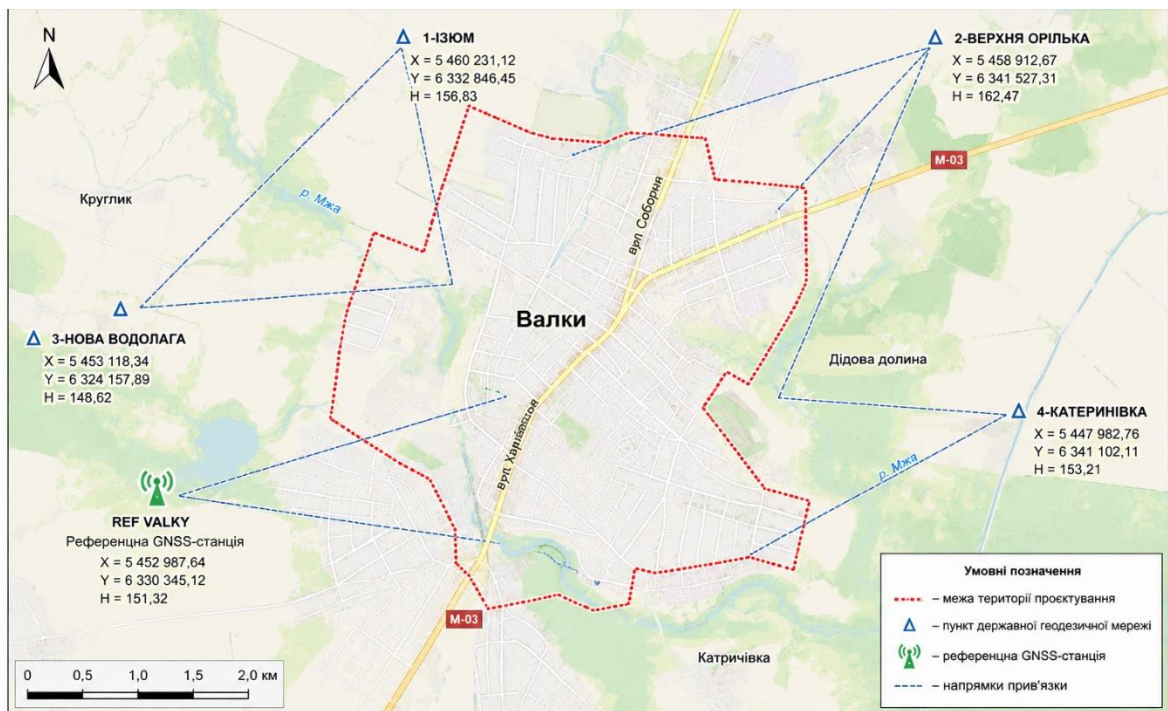 N
1-ІЗЮМ
X = 5 460 231,12
Y = 6 332 846,45
H = 156,83
2-ВЕРХНЯ ОРІЛЬКА
X = 5 458 912,67
Y = 6 341 527,31
H = 162,47
М-03
Круглик
р. Мжа
Соборна
Валки
3-НОВА ВОДОЛАГА
X = 5 453 118,34
Y = 6 324 157,89
H = 148,62
Дідова долина
4-КАТЕРИНІВКА
X = 5 447 982,76
Y = 6 341 102,11
H = 153,21
р. Мжа
REF VALKY
Референцна GNSS-станція
X = 5 452 987,64
Y = 6 330 345,12
H = 151,32
М-03
Катричівка
0 0,5 1,0 1,5 2,0 км
Умовні позначення
– межа території проєктування
– пункт державної геодезичної мережі
– референцна GNSS-станція
– напрямки прив'язки